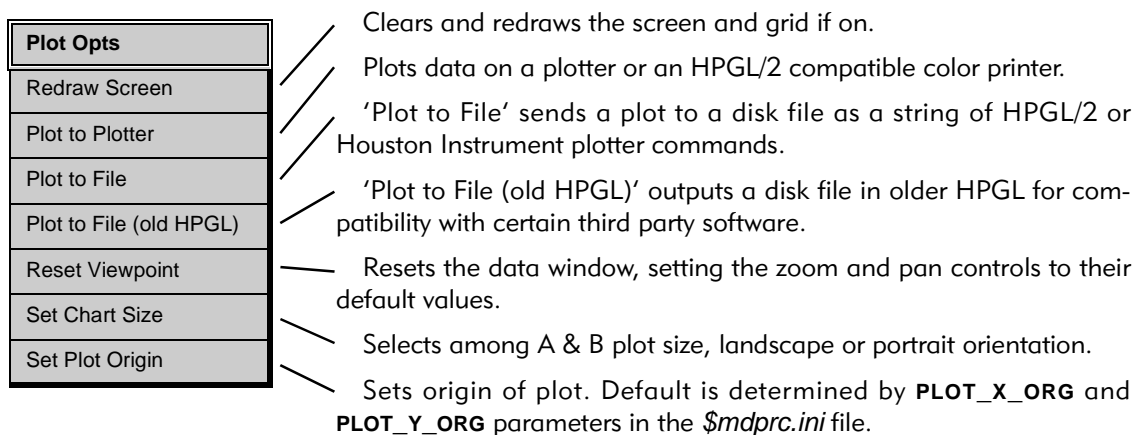 Plot Opts
Redraw Screen
Plot to Plotter
Plot to File
Plot to File (old HPGL)
Reset Viewpoint
Set Chart Size
Set Plot Origin
Clears and redraws the screen and grid if on.
Plots data on a plotter or an HPGL/2 compatible color printer.
‘Plot to File‘ sends a plot to a disk file as a string of HPGL/2 or
Houston Instrument plotter commands.
‘Plot to File (old HPGL)‘ outputs a disk file in older HPGL for com-
patibility with certain third party software.
Resets the data window, setting the zoom and pan controls to their
default values.
Selects among A & B plot size, landscape or portrait orientation.
Sets origin of plot. Default is determined by PLOT_X_ORG and
PLOT_Y_ORG parameters in the $mdprc.ini file.